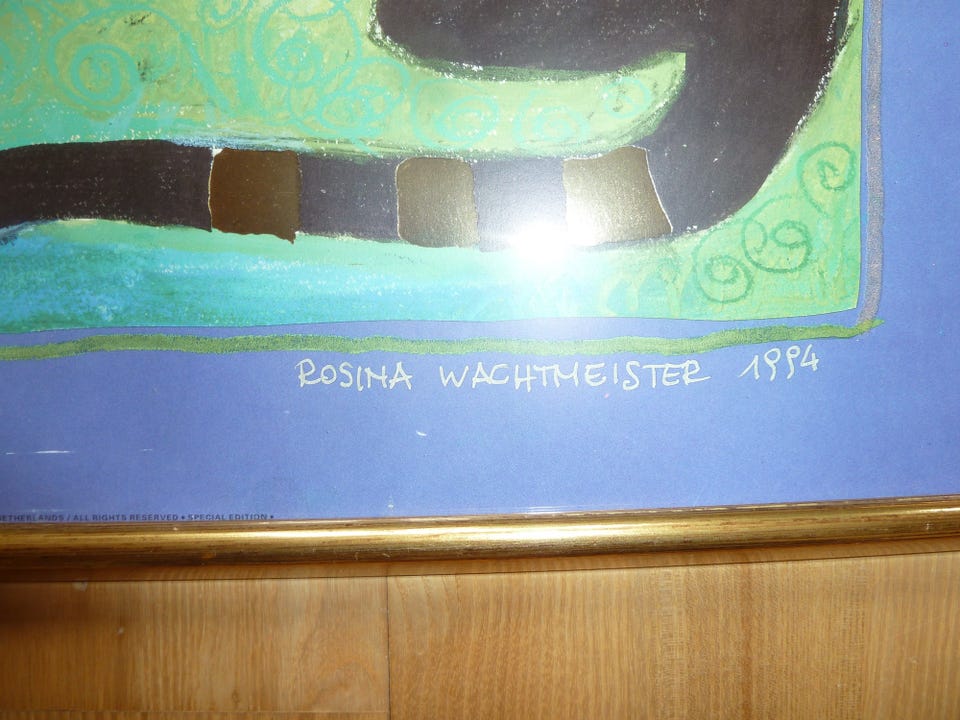 ROSINA WACHTMEISTER 1994
ETHERLANDS / ALL RIGHTS RESERVED • SPECIAL EDITION •